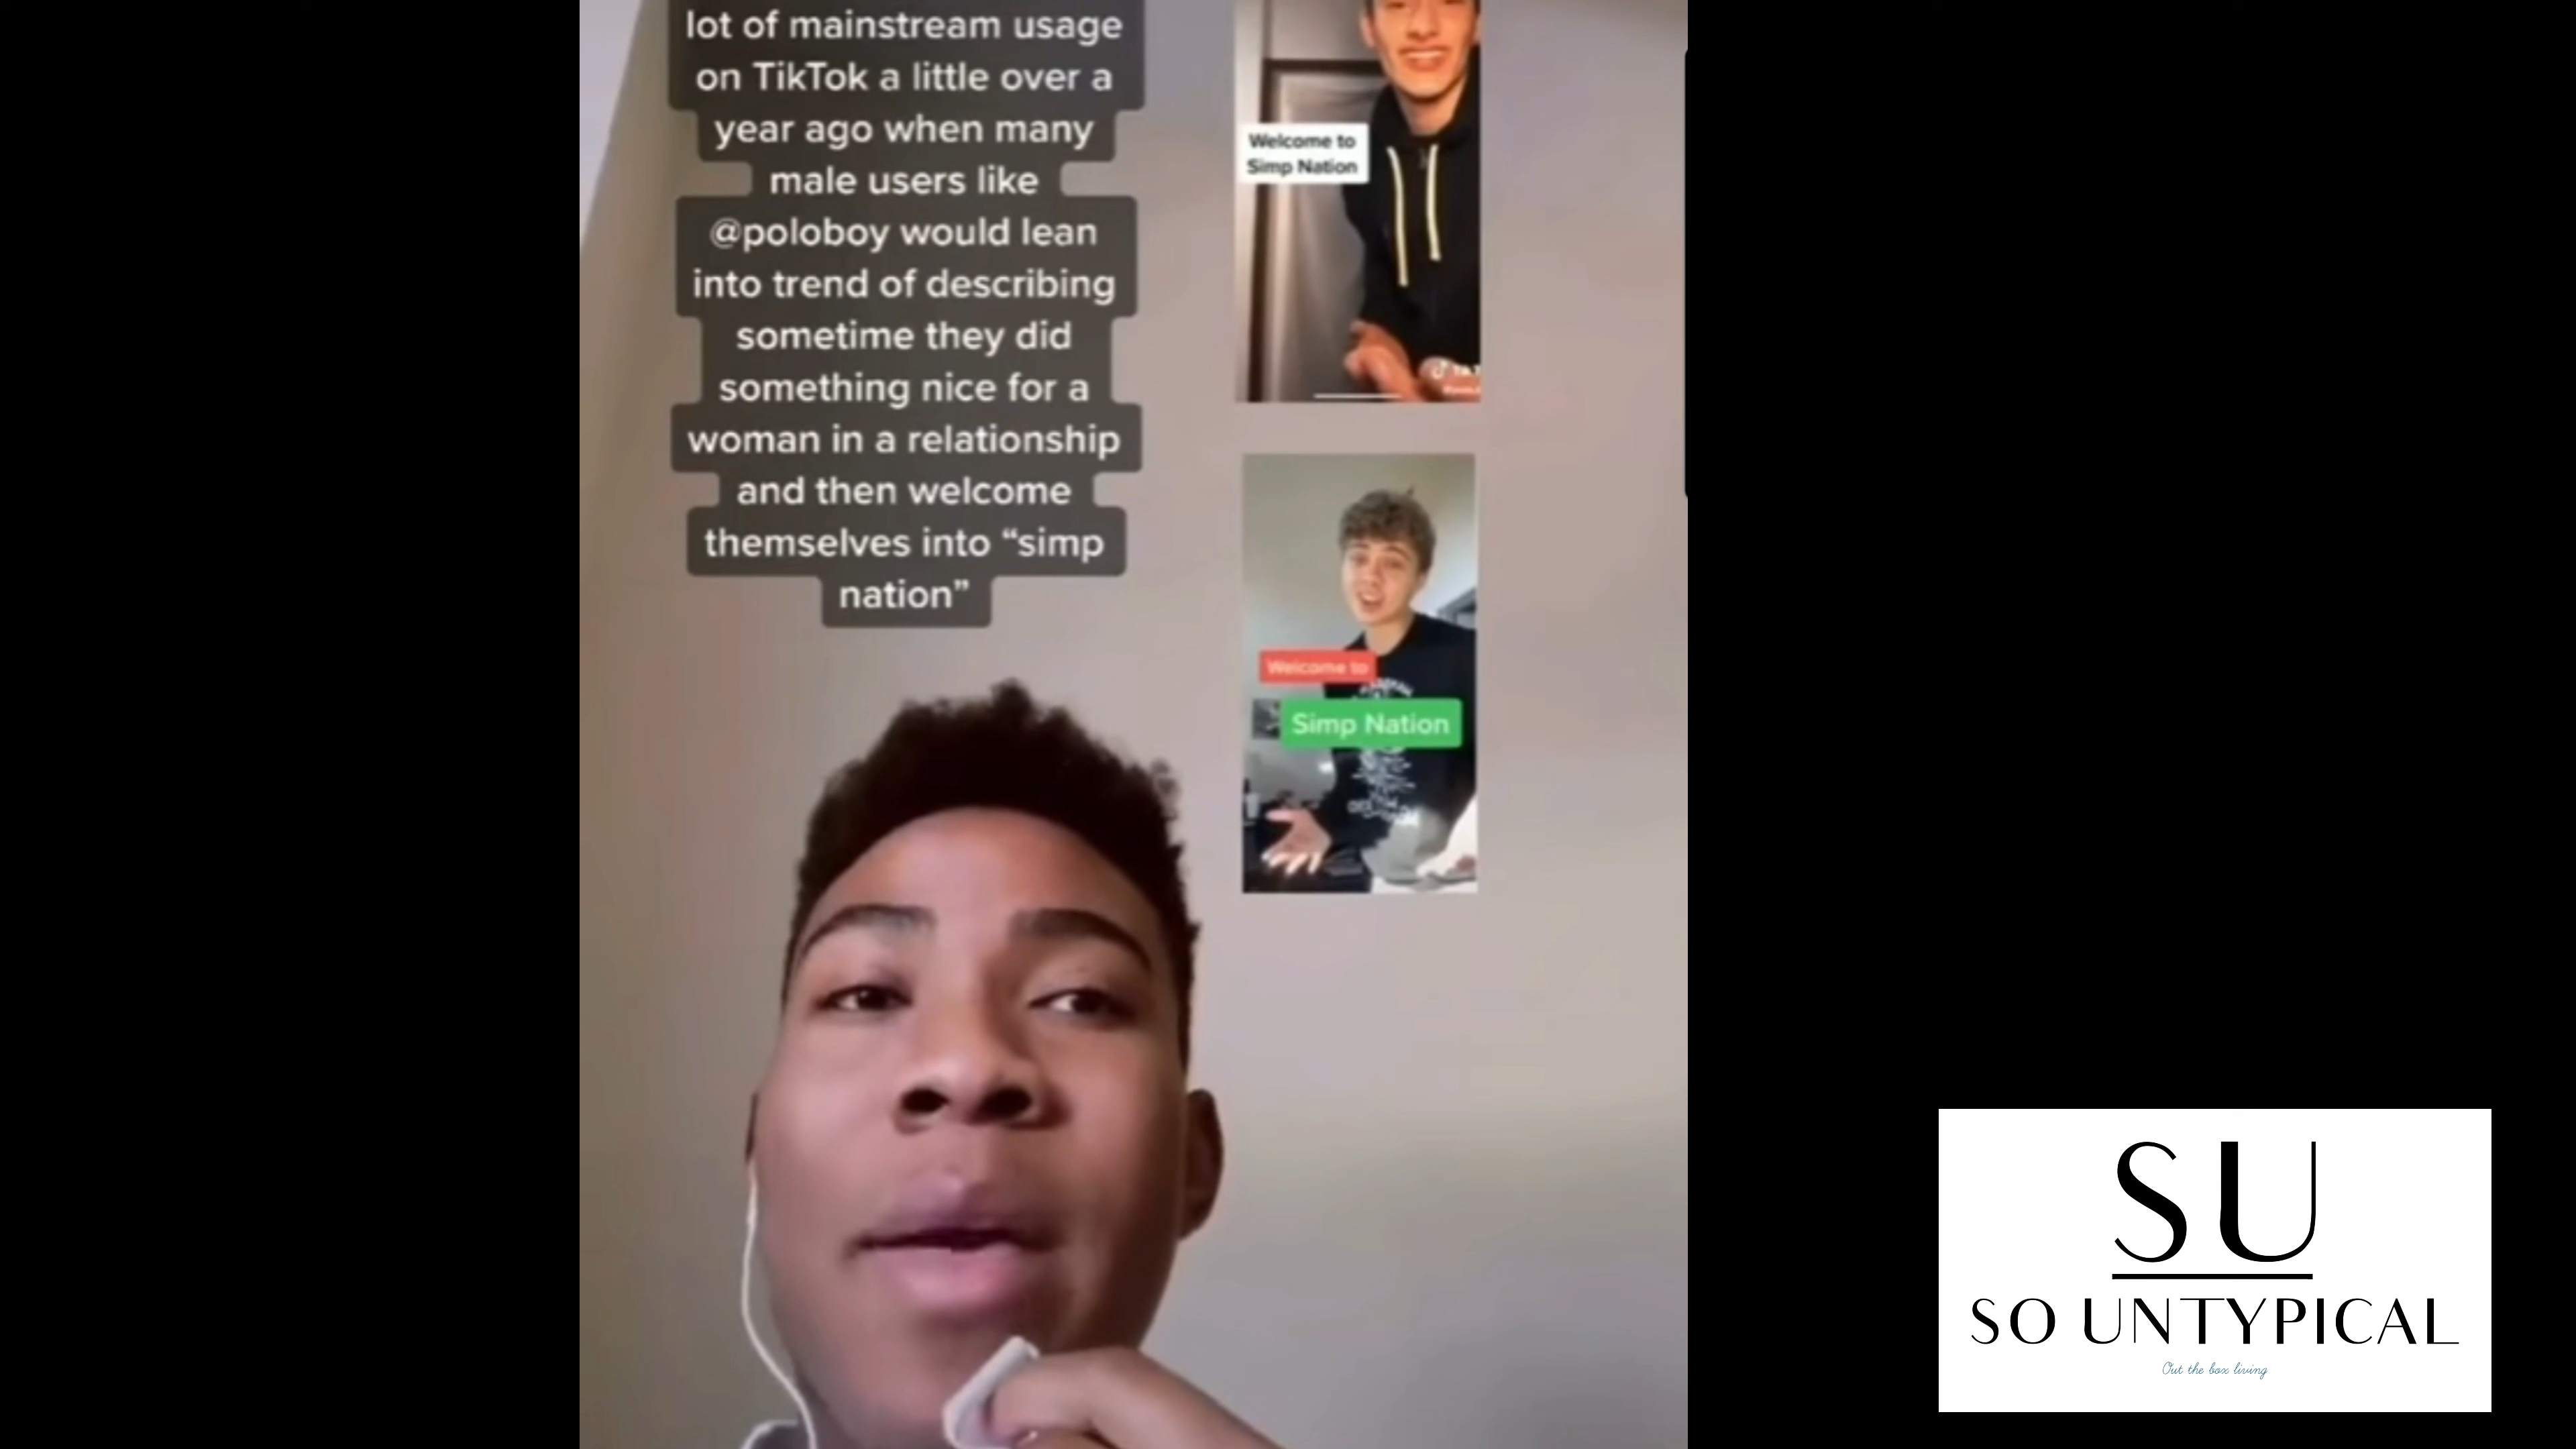 lot of mainstream usage
on TikTok a little over a
year ago when many
male users like
@poloboy would lean
into trend of describing
sometime they did
something nice for a
woman in a relationship
and then welcome
themselves into “simp
nation”
Welcome to
Simp Nation
Welcome to
Simp Nation
SU
SO UNTYPICAL
Out the box living